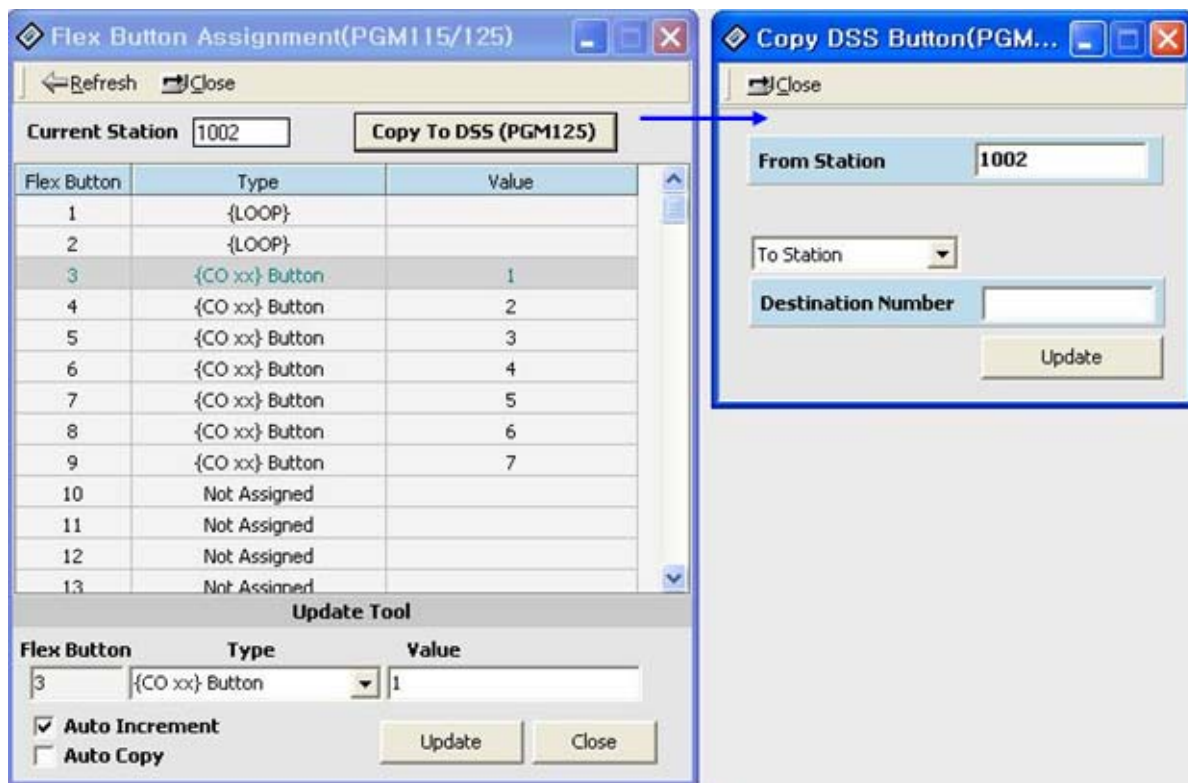 Flex Button Assignment(PGM115/125)
Refresh Close
Current Station 1002 Copy To DSS (PGM125)
Flex Button Type Value
1 {LOOP}
2 {LOOP}
3 {CO xx} Button 1
4 {CO xx} Button 2
5 {CO xx} Button 3
6 {CO xx} Button 4
7 {CO xx} Button 5
8 {CO xx} Button 6
9 {CO xx} Button 7
10 Not Assigned
11 Not Assigned
12 Not Assigned
13 Not Assigned
Update Tool
Flex Button Type Value
3 {CO xx} Button 1
Auto Increment
Auto Copy
Update Close
Copy DSS Button(PGM...
Close
From Station 1002
To Station
Destination Number
Update